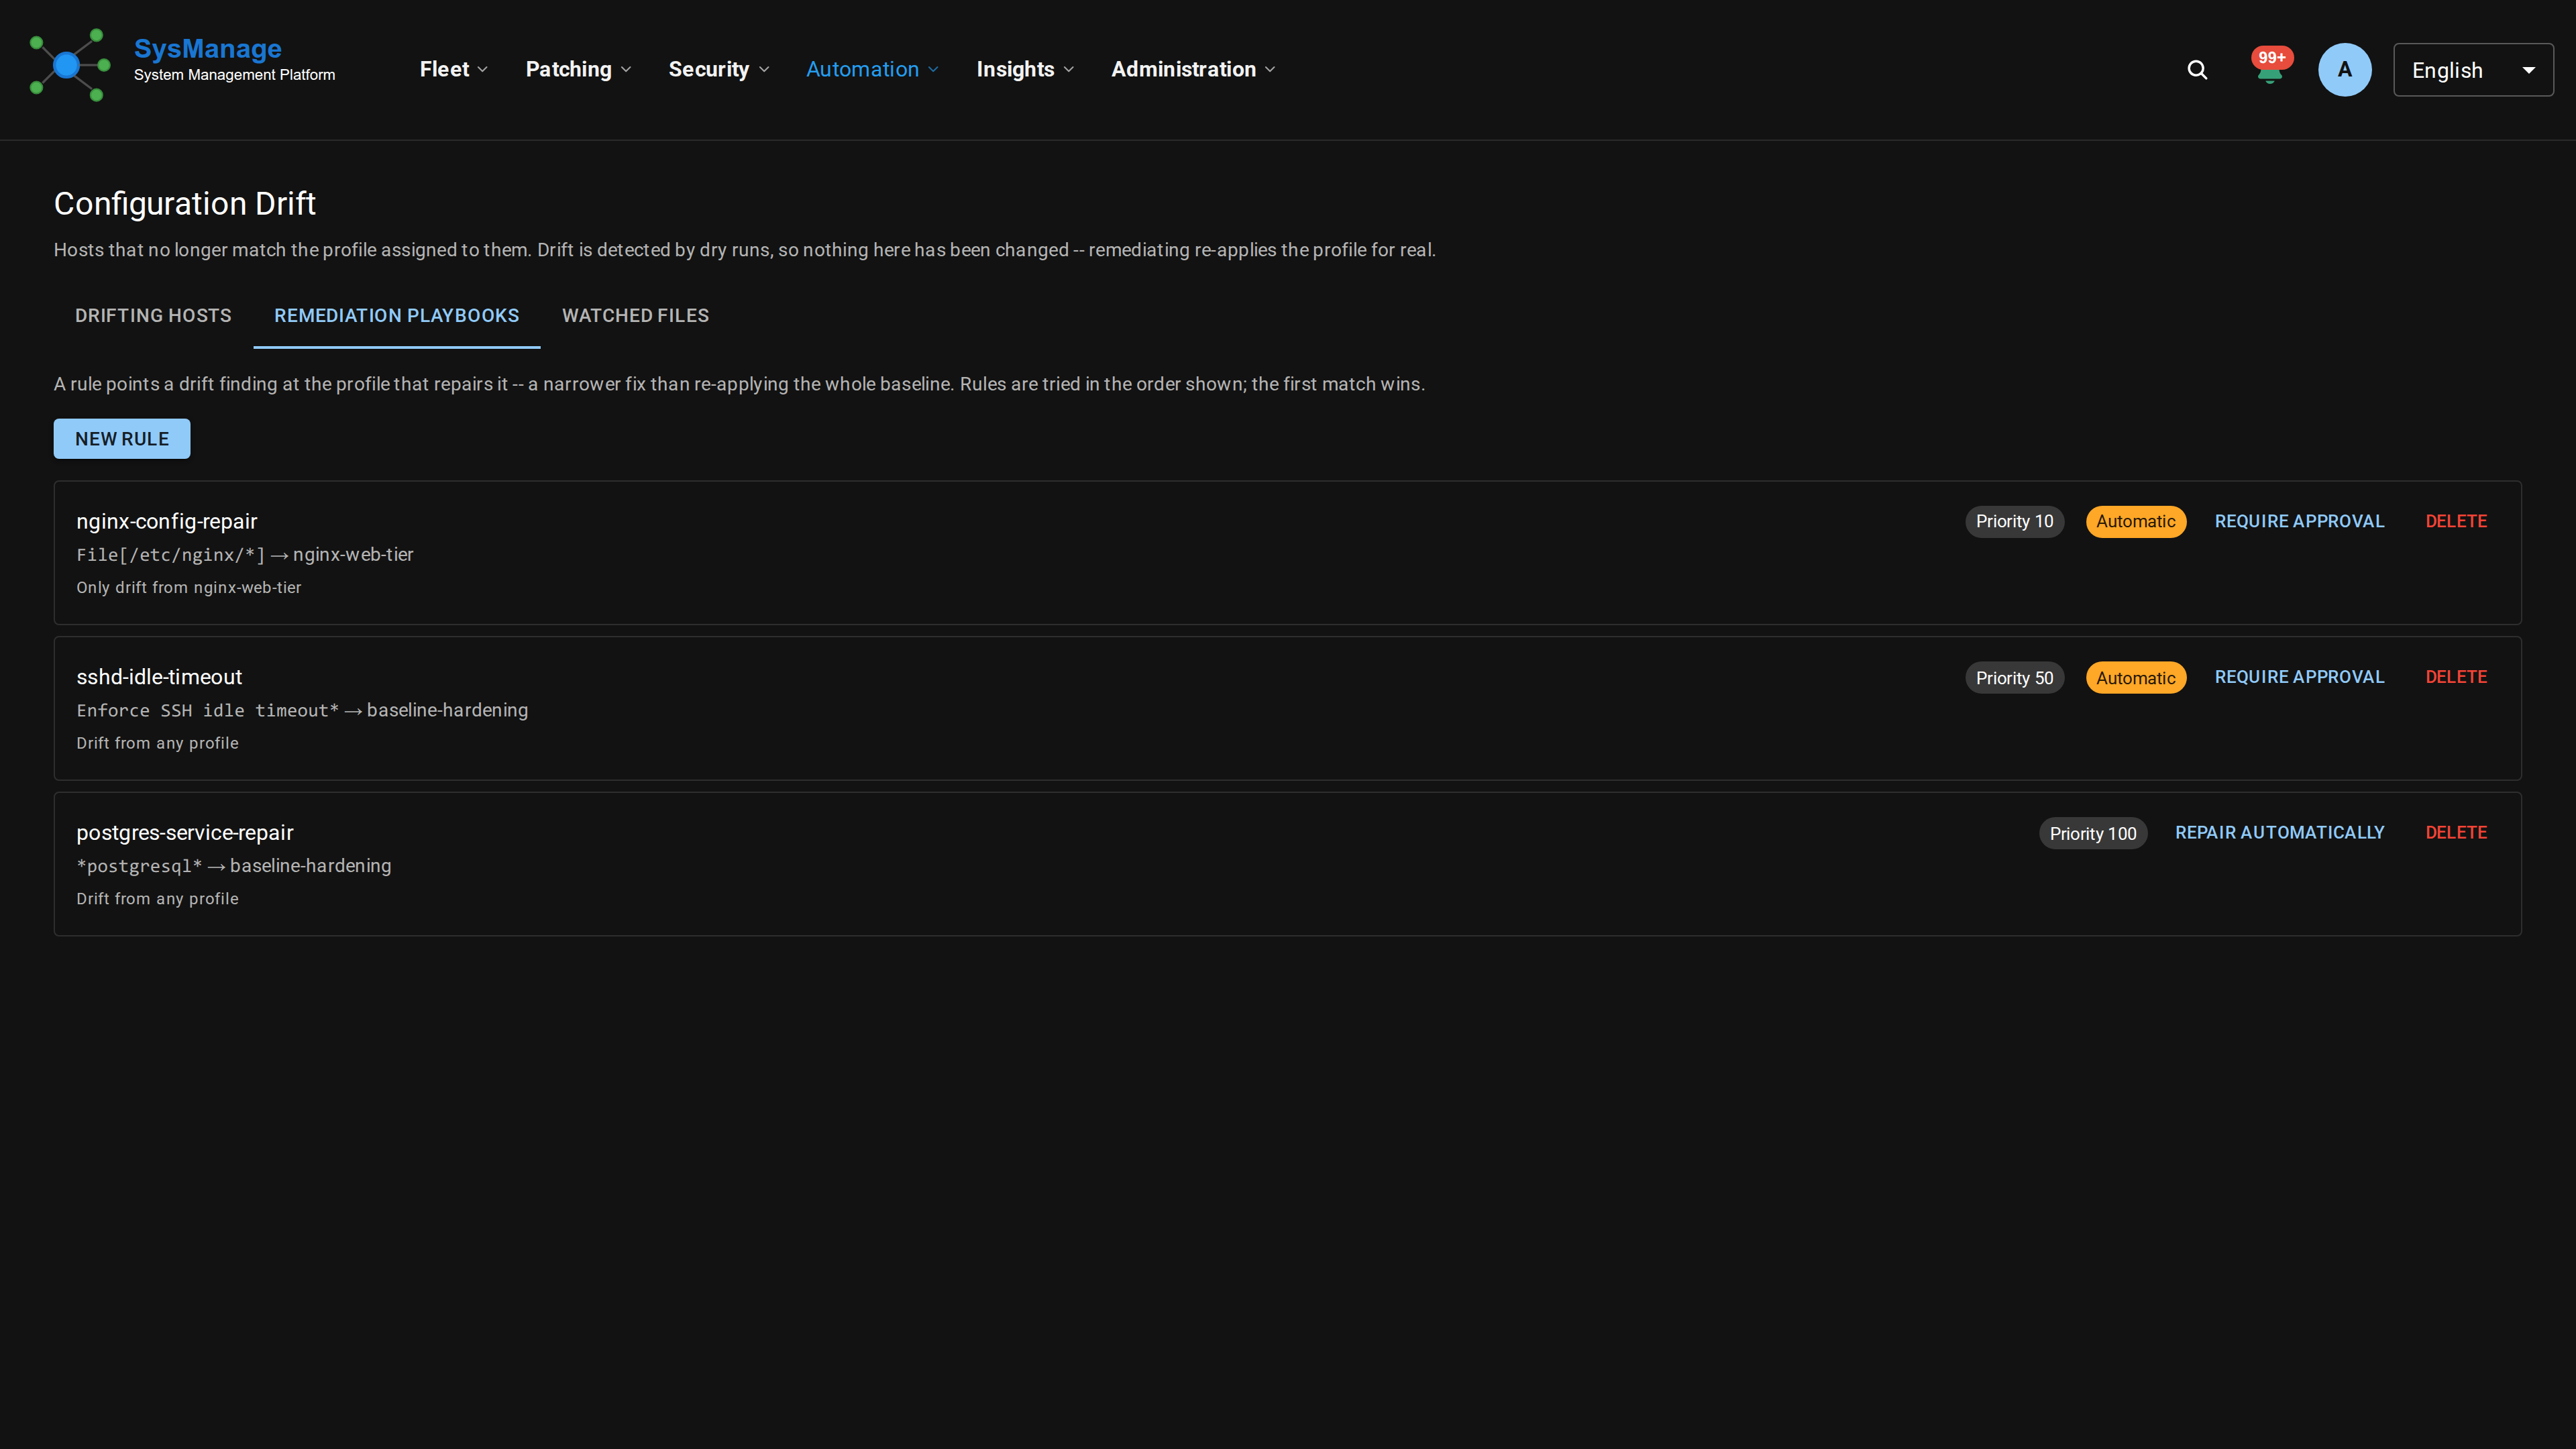 SysManage
System Management Platform
Fleet
Patching
Security
Automation
Insights
Administration
99+
A
English
Configuration Drift
Hosts that no longer match the profile assigned to them. Drift is detected by dry runs, so nothing here has been changed -- remediating re-applies the profile for real.
DRIFTING HOSTS
REMEDIATION PLAYBOOKS
WATCHED FILES
A rule points a drift finding at the profile that repairs it -- a narrower fix than re-applying the whole baseline. Rules are tried in the order shown; the first match wins.
NEW RULE
nginx-config-repair
Priority 10
Automatic
REQUIRE APPROVAL
DELETE
File[/etc/nginx/*] → nginx-web-tier
Only drift from nginx-web-tier
sshd-idle-timeout
Priority 50
Automatic
REQUIRE APPROVAL
DELETE
Enforce SSH idle timeout* → baseline-hardening
Drift from any profile
postgres-service-repair
Priority 100
REPAIR AUTOMATICALLY
DELETE
*postgresql* → baseline-hardening
Drift from any profile